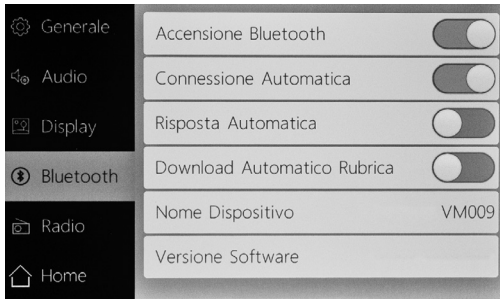 Generale
Audio
Display
Bluetooth
Radio
Home
Accensione Bluetooth
Connessione Automatica
Risposta Automatica
Download Automatico Rubrica
Nome Dispositivo VM009
Versione Software